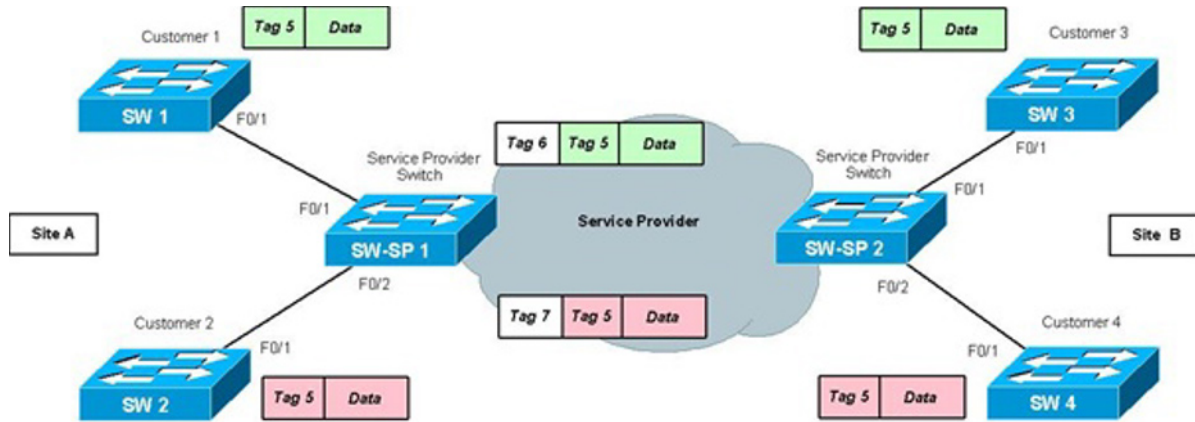 Customer 1
Tag 5 Data
Tag 5 Data
Customer 3
SW 1
F0/1
SW 3
F0/1
Tag 6 Tag 5 Data
Service Provider
Switch
Service Provider
Switch
F0/1
F0/1
Site A
SW-SP 1
Service Provider
SW-SP 2
Site B
F0/2
F0/2
Tag 7 Tag 5 Data
Customer 2
Customer 4
F0/1
F0/1
SW 2
Tag 5 Data
Tag 5 Data
SW 4